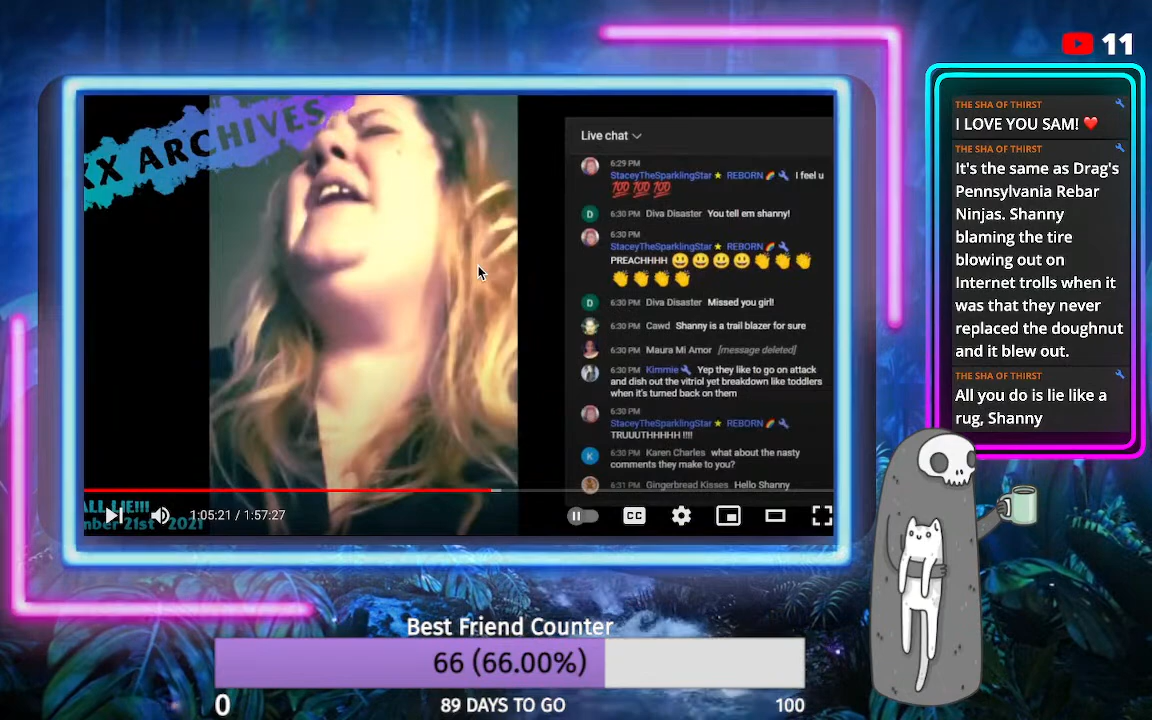 11
XX ARCHIVES
Live chat
6:29 PM
StaceyTheSparklingStar ★ REBORN 🌈 🔧 I feel u
💯 💯 💯
D 6:30 PM Diva Disaster You tell em shanny!
6:30 PM
StaceyTheSparklingStar ★ REBORN 🌈 🔧
PREACHHHH 😃 😃 😃 😃 👏 👏 👏
👏 👏 👏 👏
D 6:30 PM Diva Disaster Missed you girl!
6:30 PM Cawd Shanny is a trail blazer for sure
6:30 PM Maura Mi Amor [message deleted]
6:30 PM Kimmie 🔧 Yep they like to go on attack
and dish out the vitriol yet breakdown like toddlers
when it's turned back on them
6:30 PM
StaceyTheSparklingStar ★ REBORN 🌈 🔧
TRUUUTHHHHH !!!!
K 6:30 PM Karen Charles what about the nasty
comments they make to you?
6:31 PM Gingerbread Kisses Hello Shanny
ALL LIE!!!
mber 21st 2021
1:05:21 / 1:57:27
CC
THE SHA OF THIRST
I LOVE YOU SAM! ❤️
THE SHA OF THIRST
It's the same as Drag's
Pennsylvania Rebar
Ninjas. Shanny
blaming the tire
blowing out on
Internet trolls when it
was that they never
replaced the doughnut
and it blew out.
THE SHA OF THIRST
All you do is lie like a
rug, Shanny
Best Friend Counter
66 (66.00%)
0
89 DAYS TO GO
100